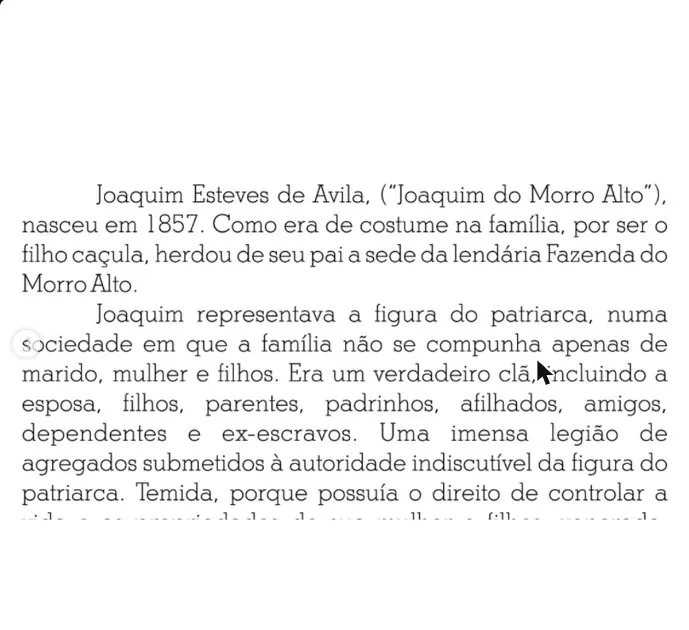 Joaquim Esteves de Avila, ("Joaquim do Morro Alto"),
nasceu em 1857. Como era de costume na família, por ser o
filho caçula, herdou de seu pai a sede da lendária Fazenda do
Morro Alto.
Joaquim representava a figura do patriarca, numa
sociedade em que a família não se compunha apenas de
marido, mulher e filhos. Era um verdadeiro clã, incluindo a
esposa, filhos, parentes, padrinhos, afilhados, amigos,
dependentes e ex-escravos. Uma imensa legião de
agregados submetidos à autoridade indiscutível da figura do
patriarca. Temida, porque possuía o direito de controlar a